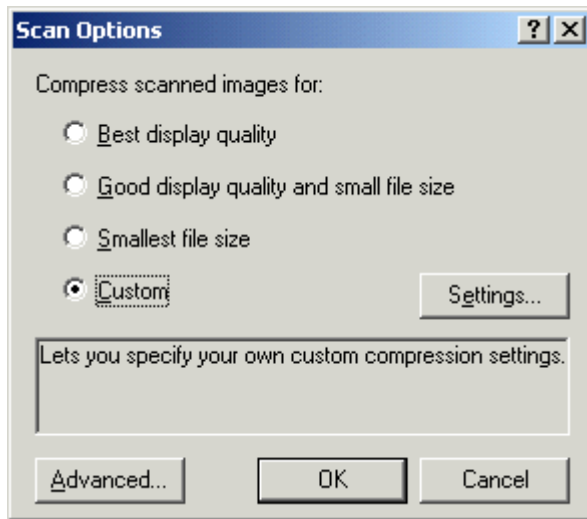 Scan Options
Compress scanned images for:
Best display quality
Good display quality and small file size
Smallest file size
Custom
Settings...
Lets you specify your own custom compression settings.
Advanced...
OK
Cancel